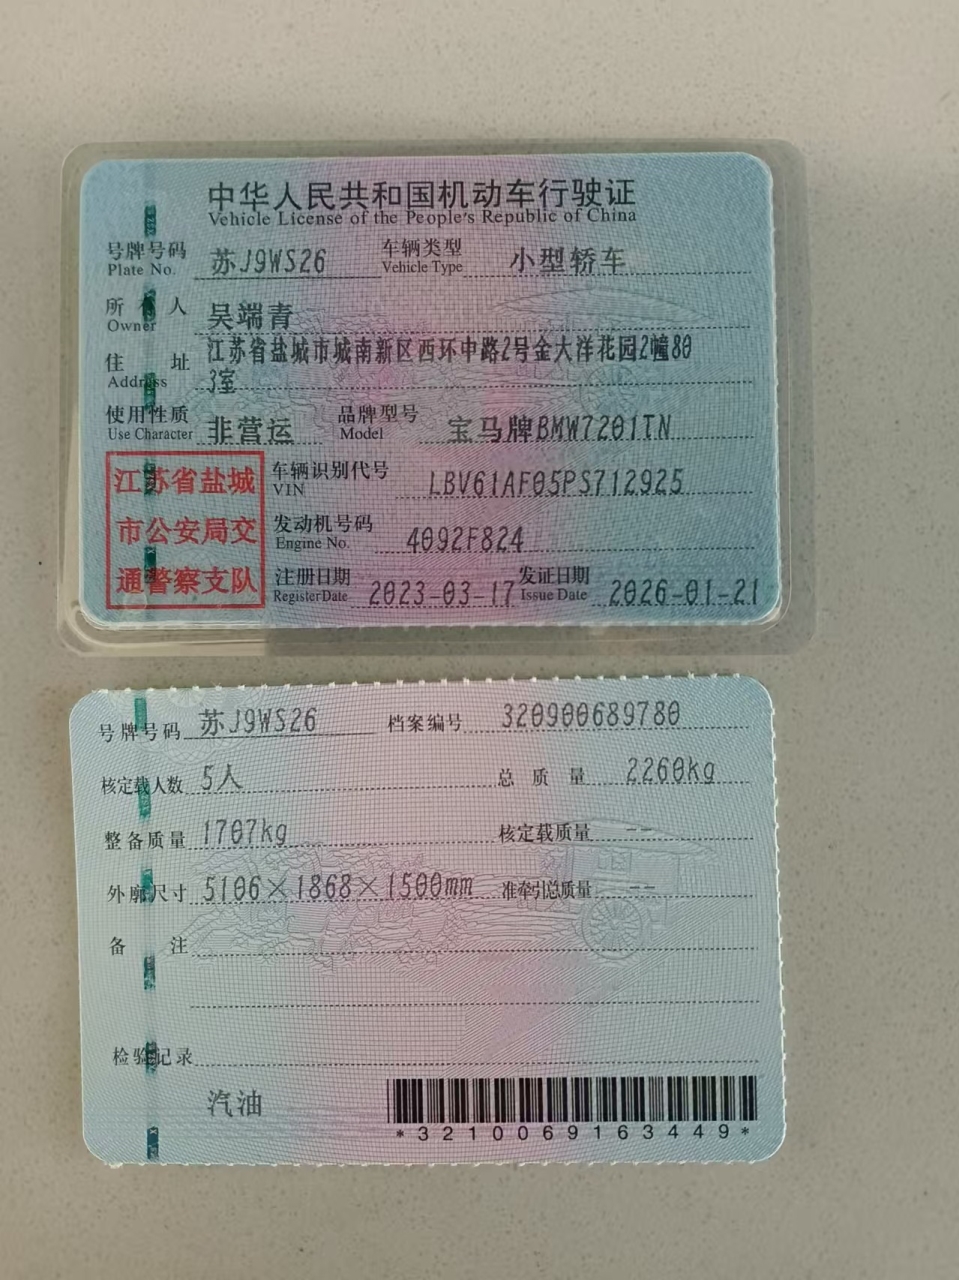 中华人民共和国机动车行驶证
Vehicle License of the People's Republic of China
号牌号码 Plate No. 苏J9WS26 车辆类型 Vehicle Type 小型轿车
所有人 Owner 吴端青
住址 Address 江苏省盐城市城南新区西环中路2号金大洋花园2幢80
3室
使用性质 Use Character 非营运 品牌型号 Model 宝马牌BMW7201TN
江苏省盐城
市公安局交
通警察支队
车辆识别代号 VIN LBV61AF05PS712925
发动机号码 Engine No. 4092F824
注册日期 Register Date 2023-03-17 发证日期 Issue Date 2026-01-21
号牌号码 苏J9WS26 档案编号 320900689780
核定载人数 5人 总质量 2260kg
整备质量 1707kg 核定载质量 --
外廓尺寸 5106×1868×1500mm 准牵引总质量 --
备注
检验记录
汽油
*3210069163449*